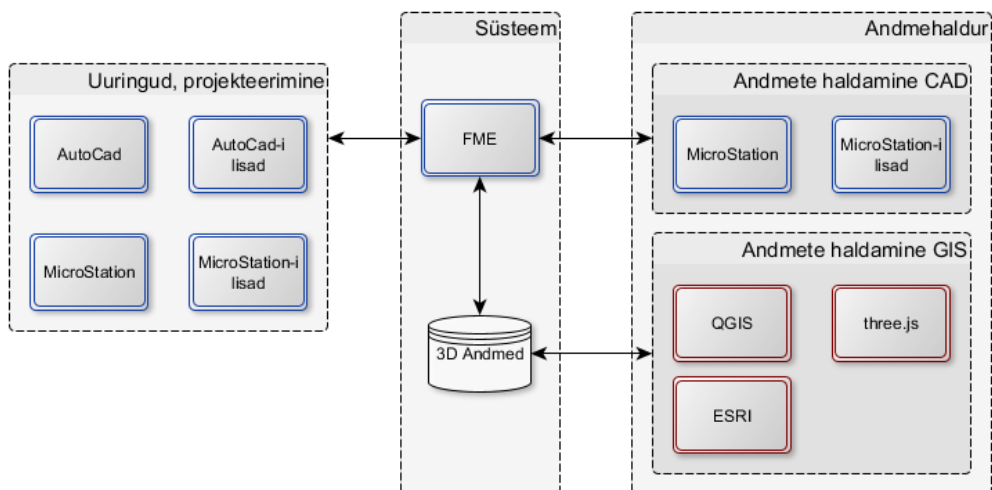 Uuringud, projekteerimine
AutoCad
AutoCad-i
lisad
MicroStation
MicroStation-i
lisad
Süsteem
FME
3D Andmed
Andmehaldur
Andmete haldamine CAD
MicroStation
MicroStation-i
lisad
Andmete haldamine GIS
QGIS
three.js
ESRI